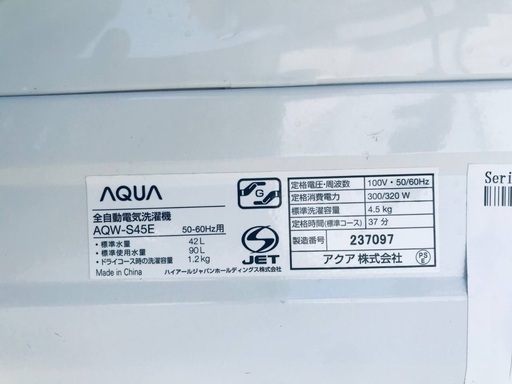 AQUA
全自動電気洗濯機
AQW-S45E 50-60Hz用
・標準水量 42L
・標準使用水量 90L
・ドライコース時の洗濯容量 1.2kg
Made in China
ハイアールジャパンホールディングス株式会社
JET
定格電圧・周波数 100V・50/60Hz
定格消費電力 300/320 W
標準洗濯容量 4.5 kg
定格時間(標準コース) 37 分
製造番号 237097
アクア 株式会社
PS
E
Seri